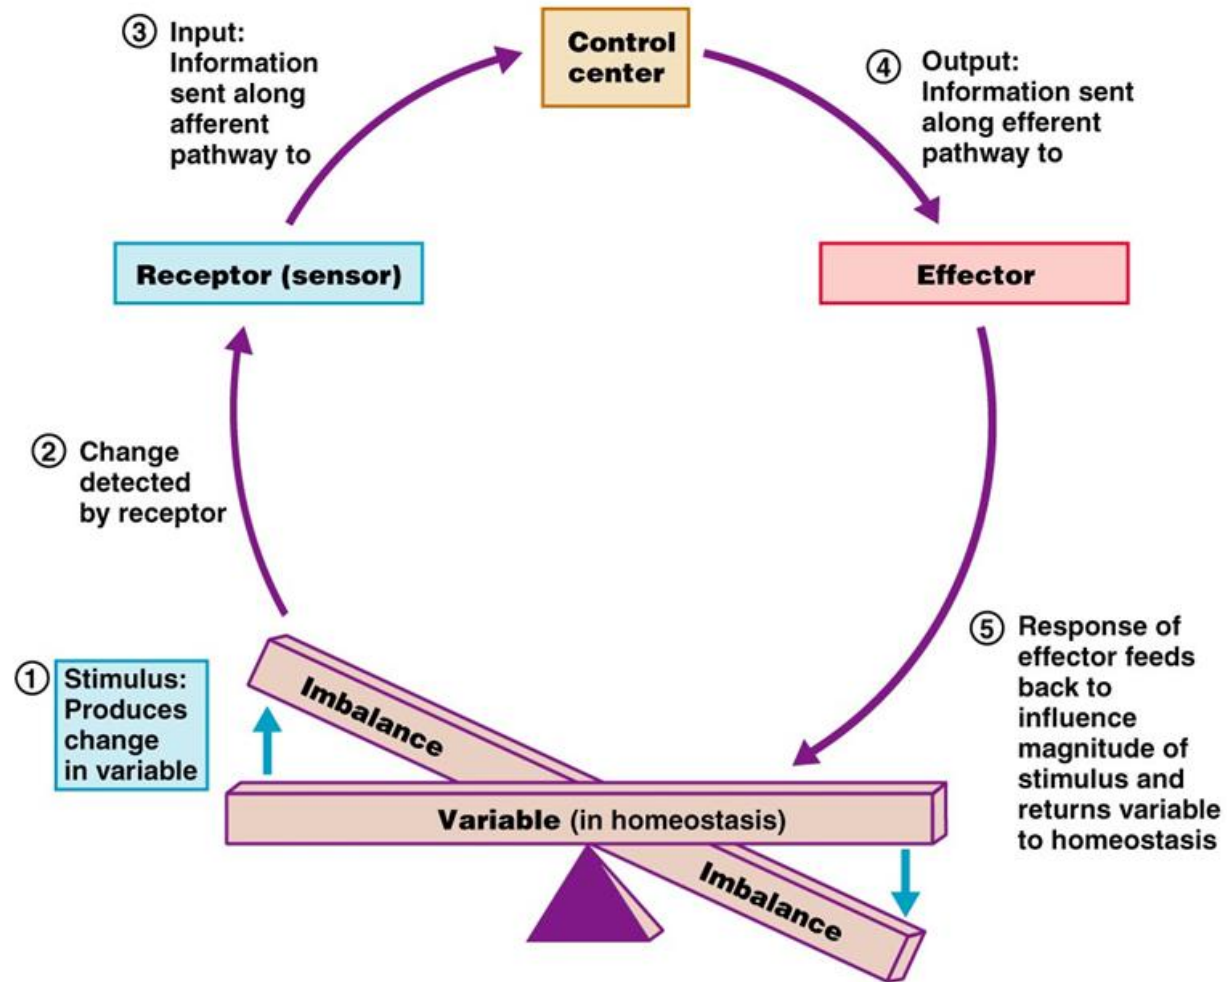 ③ Input:
Information
sent along
afferent
pathway to
Control
center
④ Output:
Information sent
along efferent
pathway to
Receptor (sensor)
Effector
② Change
detected
by receptor
① Stimulus:
Produces
change
in variable
Imbalance
Variable (in homeostasis)
Imbalance
⑤ Response of
effector feeds
back to
influence
magnitude of
stimulus and
returns variable
to homeostasis